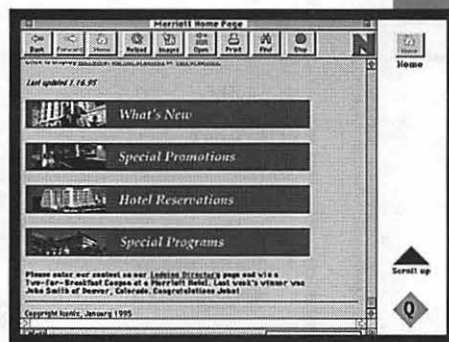 Merriett Home Page
Back Forward Home Reload Images Open Print Find Stop
N
Home
Home
Last updated 1.16.95
What's New
Special Promotions
Hotel Reservations
Special Programs
Please enter our contest on our Lodging Directory page and win a
Two-For-Breakfast Coupon at a Merriett Hotel. Last week's winner was
John Smith of Denver, Colorado. Congratulations John!
Copyright Iconix, January 1995
Scroll up
Q